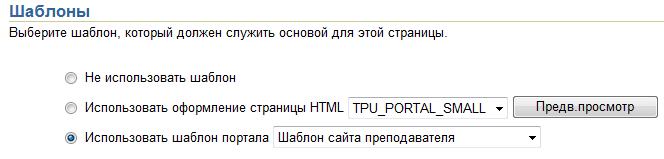 Шаблоны
Выберите шаблон, который должен служить основой для этой страницы.
Не использовать шаблон
Использовать оформление страницы HTML TPU_PORTAL_SMALL Предв.просмотр
Использовать шаблон портала Шаблон сайта преподавателя